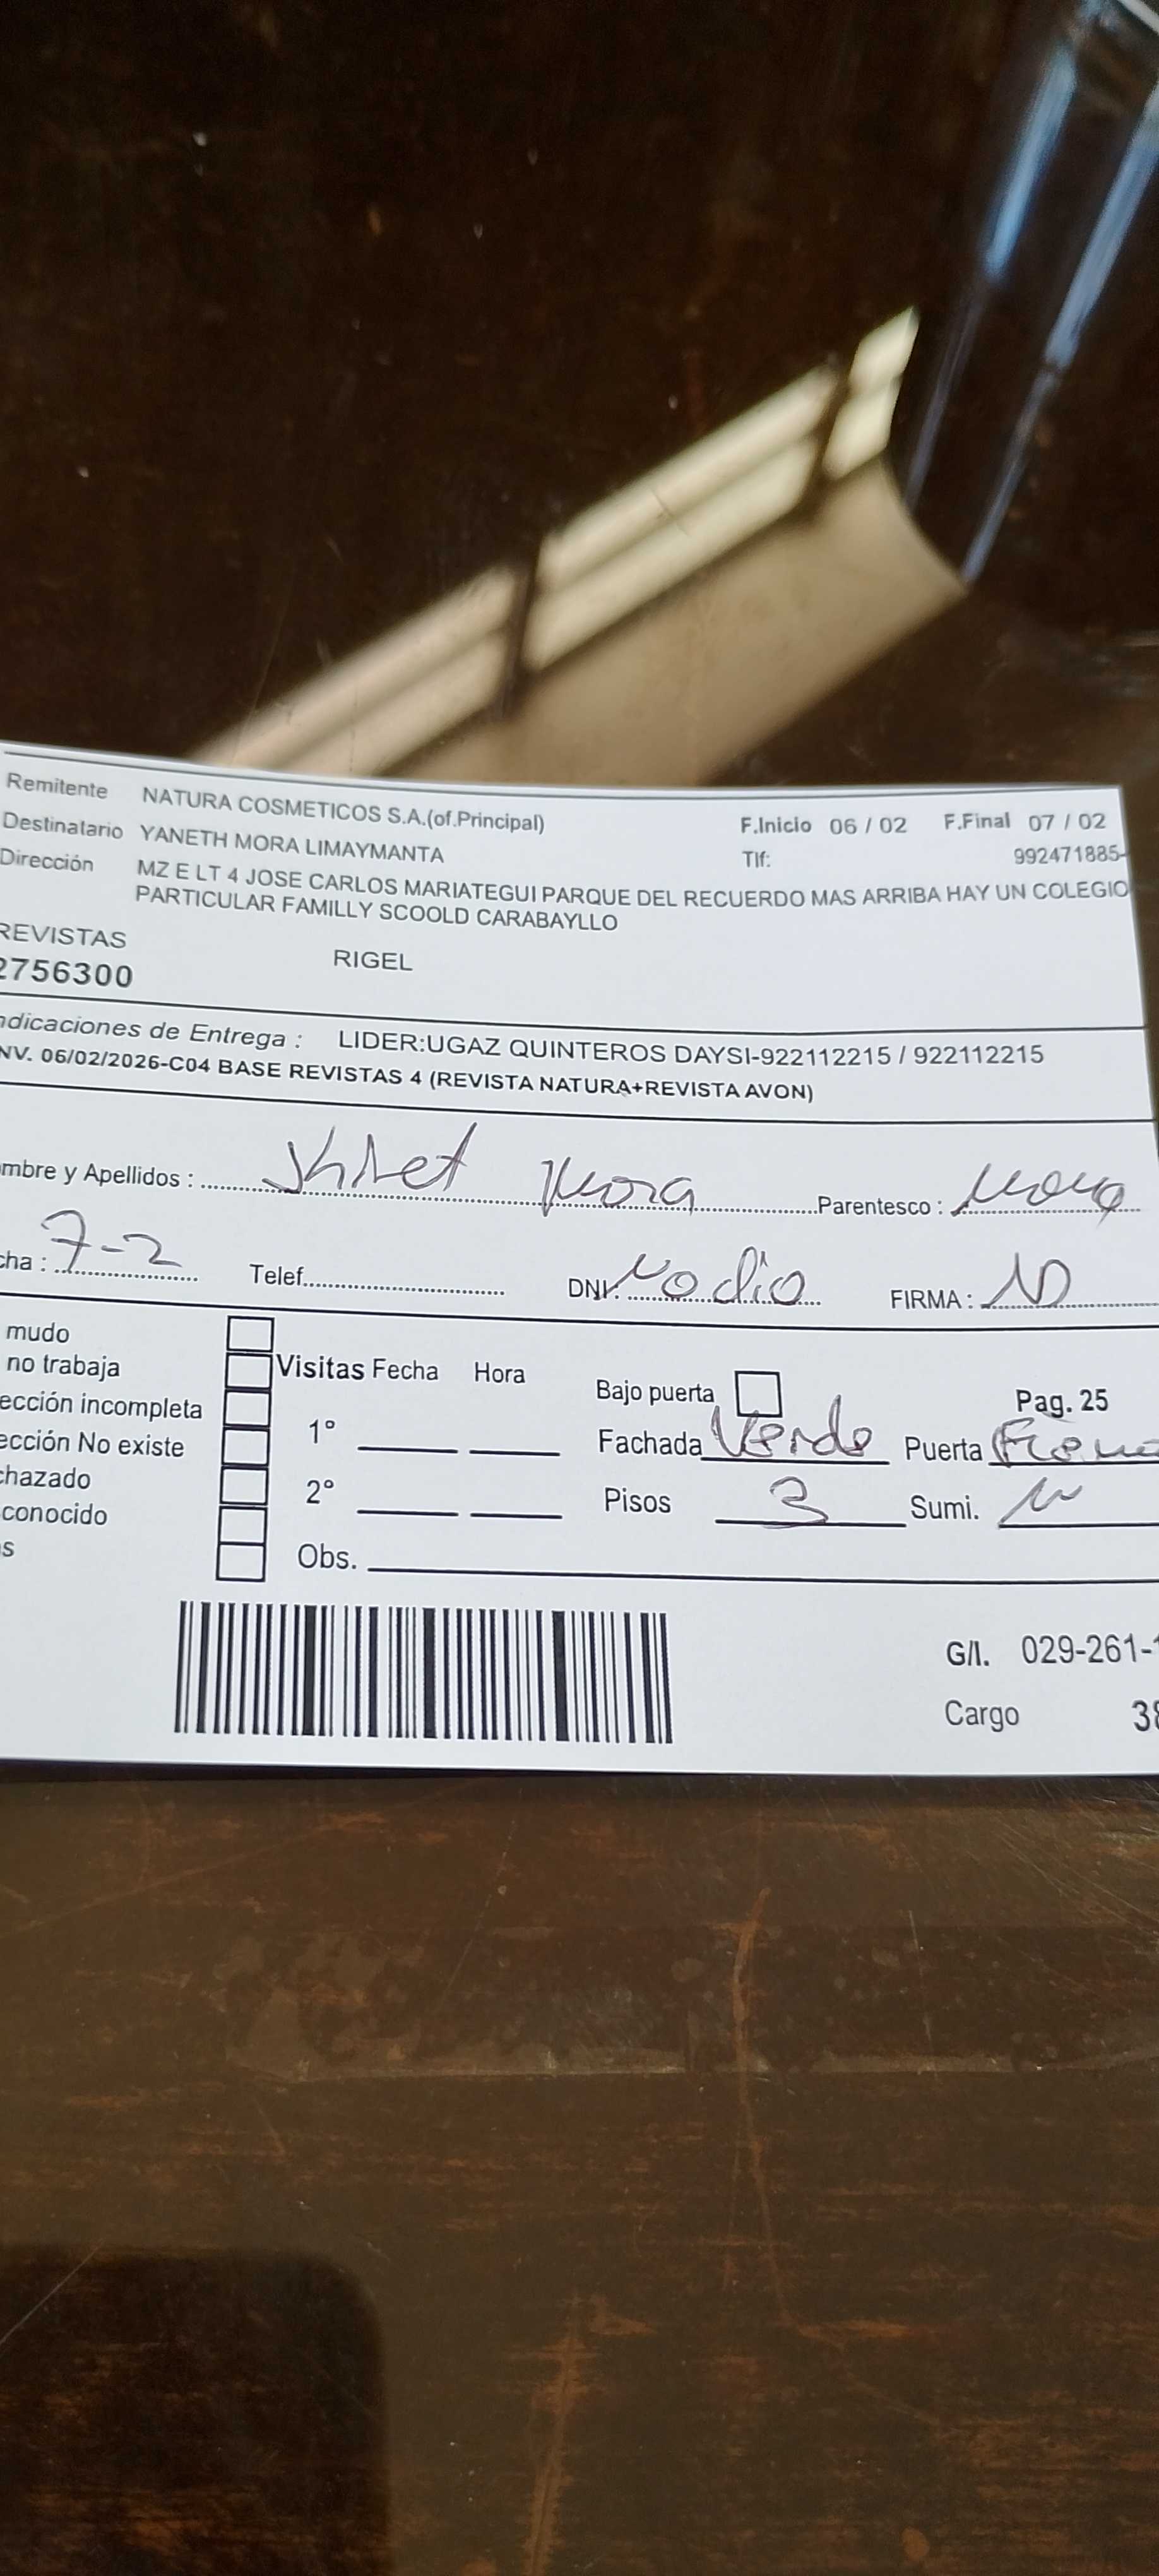 Remitente NATURA COSMETICOS S.A.(of.Principal) F.Inicio 06 / 02 F.Final 07 / 02
Destinatario YANETH MORA LIMAYMANTA Tlf: 992471885-
Dirección MZ E LT 4 JOSE CARLOS MARIATEGUI PARQUE DEL RECUERDO MAS ARRIBA HAY UN COLEGIO
PARTICULAR FAMILLY SCOOLD CARABAYLLO
REVISTAS RIGEL
2756300
ndicaciones de Entrega : LIDER:UGAZ QUINTEROS DAYSI-922112215 / 922112215
NV. 06/02/2026-C04 BASE REVISTAS 4 (REVISTA NATURA+REVISTA AVON)
mbre y Apellidos : Mora Parentesco :
cha : 7-2 Telef. DNI. No dio FIRMA :
mudo
no trabaja Visitas Fecha Hora Bajo puerta Pag. 25
ección incompleta 1° Fachada Verde Puerta
ección No existe
chazado 2° Pisos 3 Sumi.
conocido
s Obs.
G/I. 029-261-1
Cargo 38